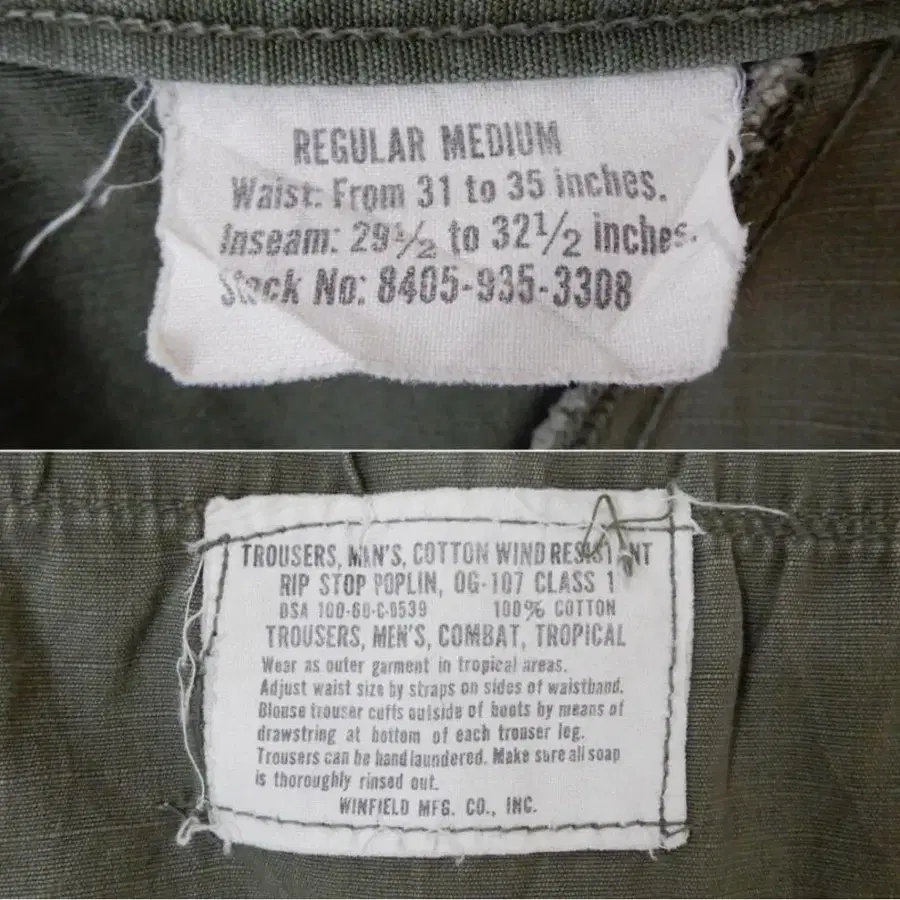 REGULAR MEDIUM
Waist: From 31 to 35 inches.
Inseam: 29½ to 32½ inches.
Stock No: 8405-935-3308
TROUSERS, MEN'S, COTTON WIND RESISTANT
RIP STOP POPLIN, OG-107 CLASS 1
DSA 100-68-C-0539 100% COTTON
TROUSERS, MEN'S, COMBAT, TROPICAL
Wear as outer garment in tropical areas.
Adjust waist size by straps on sides of waistband.
Blouse trouser cuffs outside of boots by means of
drawstring at bottom of each trouser leg.
Trousers can be hand laundered. Make sure all soap
is thoroughly rinsed out.
WINFIELD MFG. CO., INC.